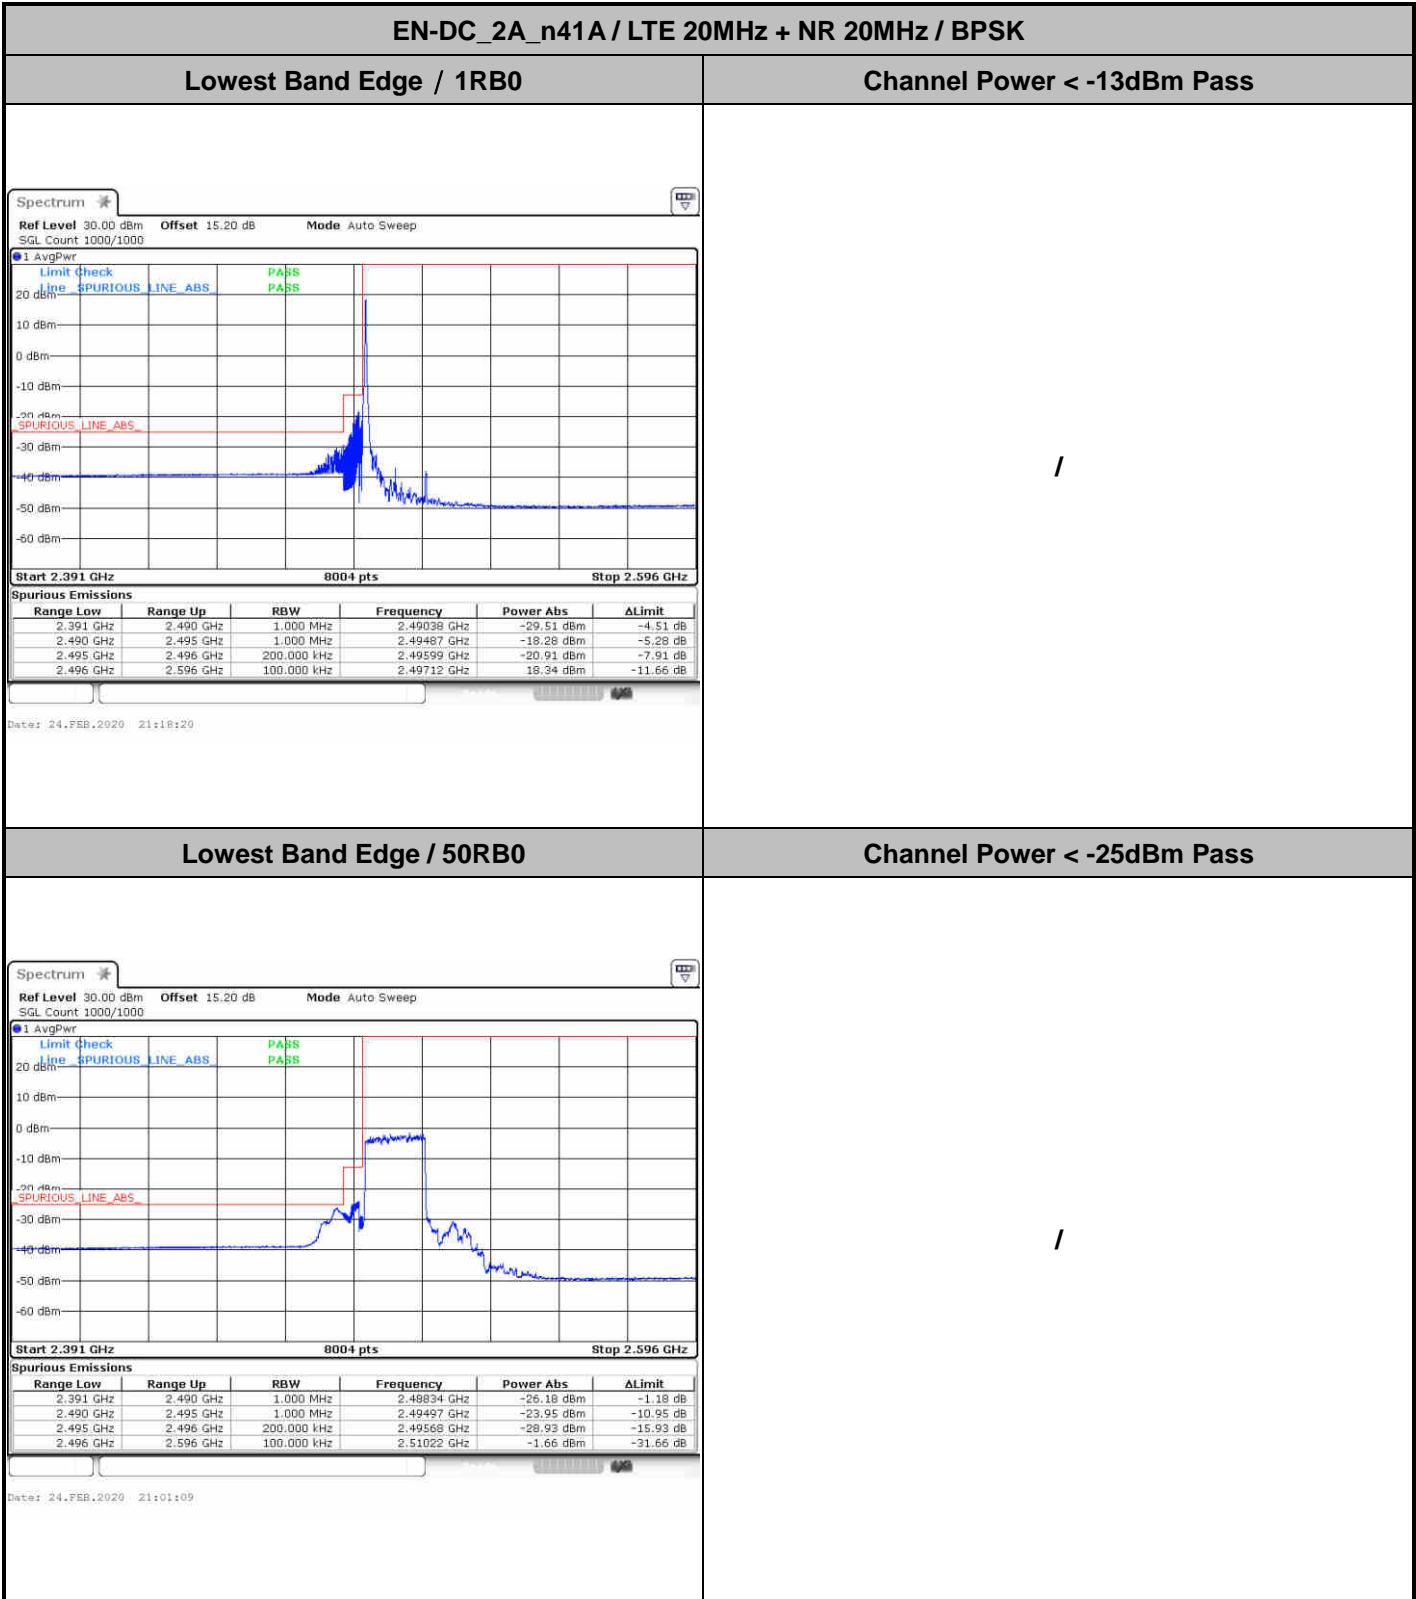 EN-DC_2A_n41A / LTE 20MHz + NR 20MHz / BPSK
Lowest Band Edge / 1RB0
Channel Power < -13dBm Pass
Spectrum
Ref Level 30.00 dBm Offset 15.20 dB Mode Auto Sweep
SGL Count 1000/1000
1 AvgPwr
Limit Check PASS
Line _SPURIOUS_LINE_ABS_ PASS
20 dBm
10 dBm
0 dBm
-10 dBm
-20 dBm
_SPURIOUS_LINE_ABS_
-30 dBm
-40 dBm
-50 dBm
-60 dBm
Start 2.391 GHz 8004 pts Stop 2.596 GHz
Spurious Emissions
Range Low Range Up RBW Frequency Power Abs ΔLimit
2.391 GHz 2.490 GHz 1.000 MHz 2.49038 GHz -29.51 dBm -4.51 dB
2.490 GHz 2.495 GHz 1.000 MHz 2.49487 GHz -18.28 dBm -5.28 dB
2.495 GHz 2.496 GHz 200.000 kHz 2.49599 GHz -20.91 dBm -7.91 dB
2.496 GHz 2.596 GHz 100.000 kHz 2.49712 GHz 18.34 dBm -11.66 dB
Date: 24.FEB.2020 21:18:20
/
Lowest Band Edge / 50RB0
Channel Power < -25dBm Pass
Spectrum
Ref Level 30.00 dBm Offset 15.20 dB Mode Auto Sweep
SGL Count 1000/1000
1 AvgPwr
Limit Check PASS
Line _SPURIOUS_LINE_ABS_ PASS
20 dBm
10 dBm
0 dBm
-10 dBm
-20 dBm
_SPURIOUS_LINE_ABS_
-30 dBm
-40 dBm
-50 dBm
-60 dBm
Start 2.391 GHz 8004 pts Stop 2.596 GHz
Spurious Emissions
Range Low Range Up RBW Frequency Power Abs ΔLimit
2.391 GHz 2.490 GHz 1.000 MHz 2.48834 GHz -26.18 dBm -1.18 dB
2.490 GHz 2.495 GHz 1.000 MHz 2.49497 GHz -23.95 dBm -10.95 dB
2.495 GHz 2.496 GHz 200.000 kHz 2.49568 GHz -28.93 dBm -15.93 dB
2.496 GHz 2.596 GHz 100.000 kHz 2.51022 GHz -1.66 dBm -31.66 dB
Date: 24.FEB.2020 21:01:09
/